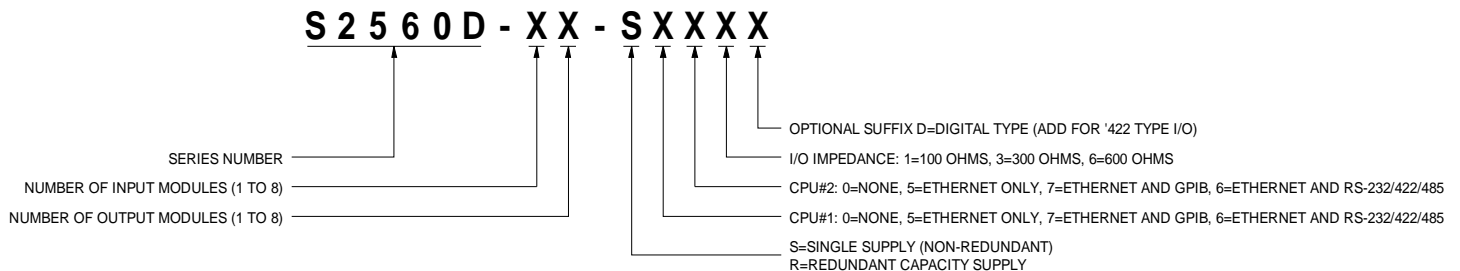 S2560D-XX-SXXXX
OPTIONAL SUFFIX D=DIGITAL TYPE (ADD FOR '422 TYPE I/O)
SERIES NUMBER
I/O IMPEDANCE: 1=100 OHMS, 3=300 OHMS, 6=600 OHMS
NUMBER OF INPUT MODULES (1 TO 8)
CPU#2: 0=NONE, 5=ETHERNET ONLY, 7=ETHERNET AND GPIB, 6=ETHERNET AND RS-232/422/485
NUMBER OF OUTPUT MODULES (1 TO 8)
CPU#1: 0=NONE, 5=ETHERNET ONLY, 7=ETHERNET AND GPIB, 6=ETHERNET AND RS-232/422/485
S=SINGLE SUPPLY (NON-REDUNDANT)
R=REDUNDANT CAPACITY SUPPLY